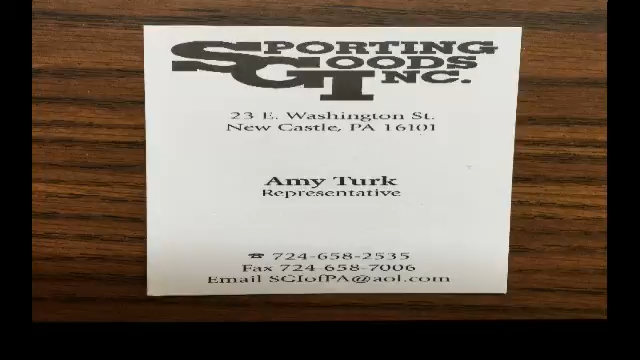 SPORTING
GOODS
INC.
23 E. Washington St.
New Castle, PA 16101
Amy Turk
Representative
☎ 724-658-2535
Fax 724-658-7006
Email SGIofPA@aol.com